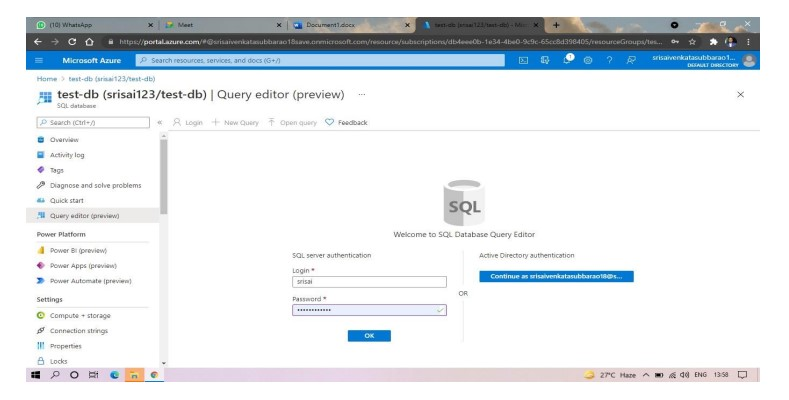 (10) WhatsApp
Meet
Document1.docx
test-db (srisai123/test-db) - Mic
https://portal.azure.com/#@srisaivenkatasubbarao18save.onmicrosoft.com/resource/subscriptions/db4eee0b-1e34-4be0-9c9c-65cc8d398405/resourceGroups/tes...
Microsoft Azure
Search resources, services, and docs (G+/)
1
srisaivenkatasubbarao1...
DEFAULT DIRECTORY
Home > test-db (srisai123/test-db)
test-db (srisai123/test-db) | Query editor (preview) ...
SQL database
Search (Ctrl+/)
Login
New Query
Open query
Feedback
Overview
Activity log
Tags
Diagnose and solve problems
Quick start
Query editor (preview)
Power Platform
Power BI (preview)
Power Apps (preview)
Power Automate (preview)
Settings
Compute + storage
Connection strings
Properties
Locks
SQL
Welcome to SQL Database Query Editor
SQL server authentication
Login *
srisai
Password *
••••••••••••
OK
OR
Active Directory authentication
Continue as srisaivenkatasubbarao18@s...
27°C Haze
ENG
13:58